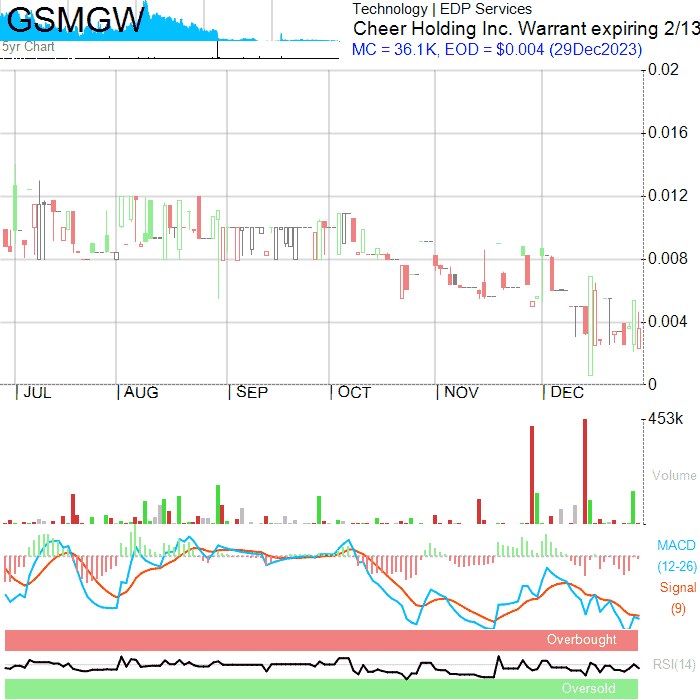 GSMGW
5yr Chart
Technology | EDP Services
Cheer Holding Inc. Warrant expiring 2/13
MC = 36.1K, EOD = $0.004 (29Dec2023)
0.02
0.016
0.012
0.008
0.004
0
JUL AUG SEP OCT NOV DEC
453k
Volume
MACD
(12-26)
Signal
(9)
Overbought
RSI(14)
Oversold